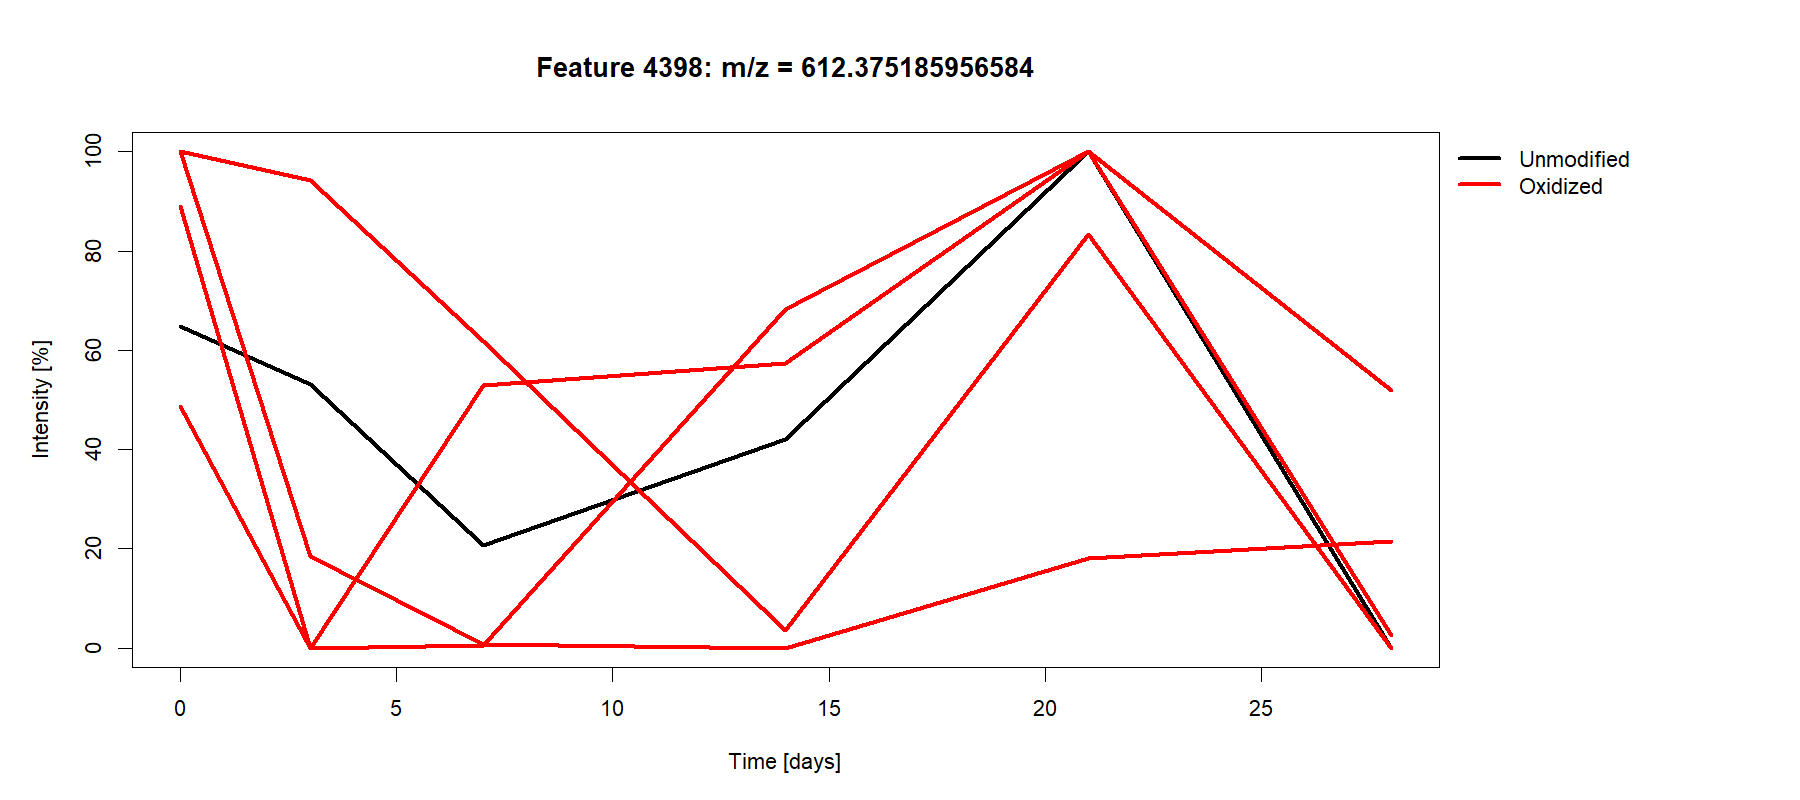 Feature 4398: m/z = 612.375185956584
Unmodified
Oxidized
Intensity [%]
100
80
60
40
20
0
0 5 10 15 20 25
Time [days]